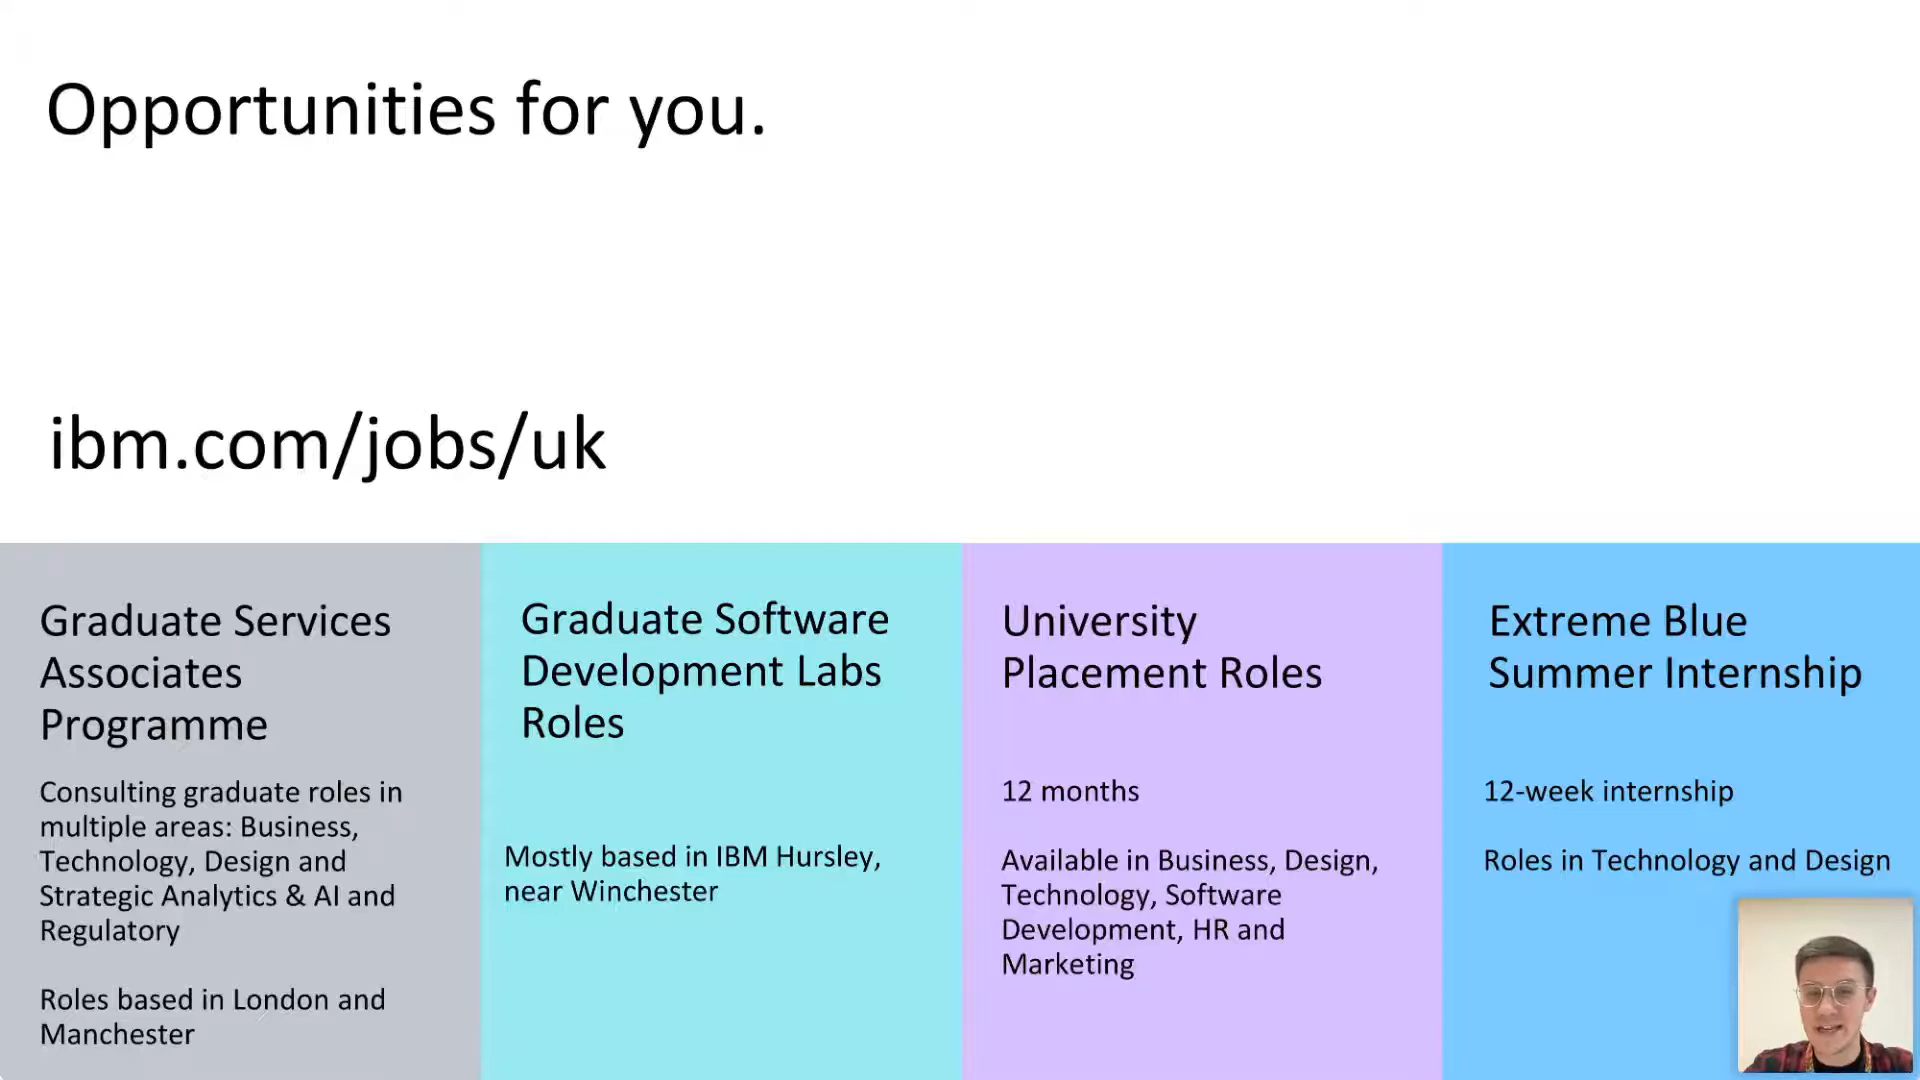 Opportunities for you.
ibm.com/jobs/uk
Graduate Services
Associates
Programme
Consulting graduate roles in
multiple areas: Business,
Technology, Design and
Strategic Analytics & AI and
Regulatory
Roles based in London and
Manchester
Graduate Software
Development Labs
Roles
Mostly based in IBM Hursley,
near Winchester
University
Placement Roles
12 months
Available in Business, Design,
Technology, Software
Development, HR and
Marketing
Extreme Blue
Summer Internship
12-week internship
Roles in Technology and Design